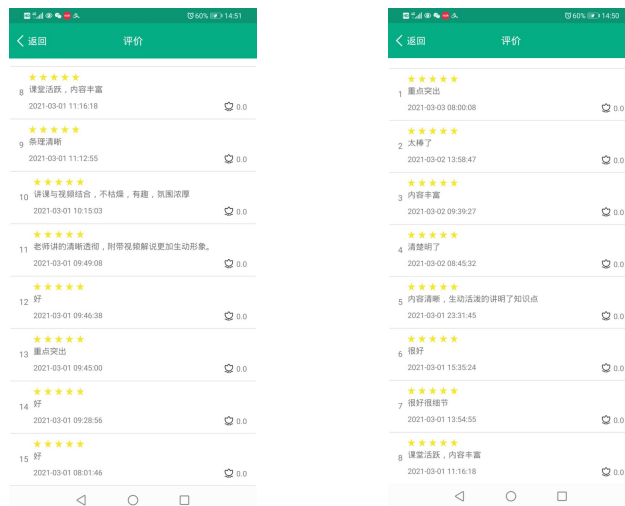 60% 14:51
返回 评价
8 课堂活跃，内容丰富
2021-03-01 11:16:18 0.0
9 条理清晰
2021-03-01 11:12:55 0.0
10 讲课与视频结合，不枯燥，有趣，氛围浓厚
2021-03-01 10:15:03 0.0
11 老师讲的清晰透彻，附带视频解说更加生动形象。
2021-03-01 09:49:08 0.0
12 好
2021-03-01 09:46:38 0.0
13 重点突出
2021-03-01 09:45:00 0.0
14 好
2021-03-01 09:28:56 0.0
15 好
2021-03-01 08:01:46 0.0
60% 14:50
返回 评价
1 重点突出
2021-03-03 08:00:08 0.0
2 太棒了
2021-03-02 13:58:47 0.0
3 内容丰富
2021-03-02 09:39:27 0.0
4 清楚明了
2021-03-02 08:45:32 0.0
5 内容清晰，生动活泼的讲明了知识点
2021-03-01 23:31:45 0.0
6 很好
2021-03-01 15:35:24 0.0
7 很好很细节
2021-03-01 13:54:55 0.0
8 课堂活跃，内容丰富
2021-03-01 11:16:18 0.0